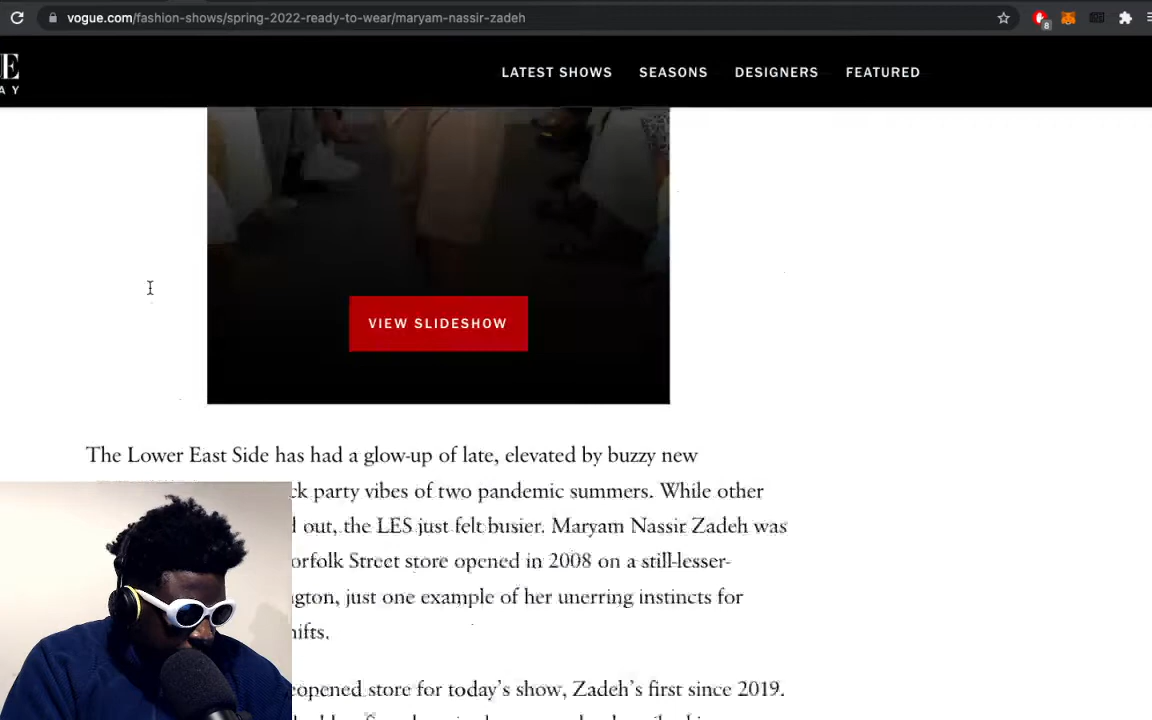 vogue.com/fashion-shows/spring-2022-ready-to-wear/maryam-nassir-zadeh
8
E
LATEST SHOWS SEASONS DESIGNERS FEATURED
A Y
VIEW SLIDESHOW
The Lower East Side has had a glow-up of late, elevated by buzzy new
ck party vibes of two pandemic summers. While other
d out, the LES just felt busier. Maryam Nassir Zadeh was
orfolk Street store opened in 2008 on a still-lesser-
ngton, just one example of her unerring instincts for
hifts.
eopened store for today's show, Zadeh's first since 2019.